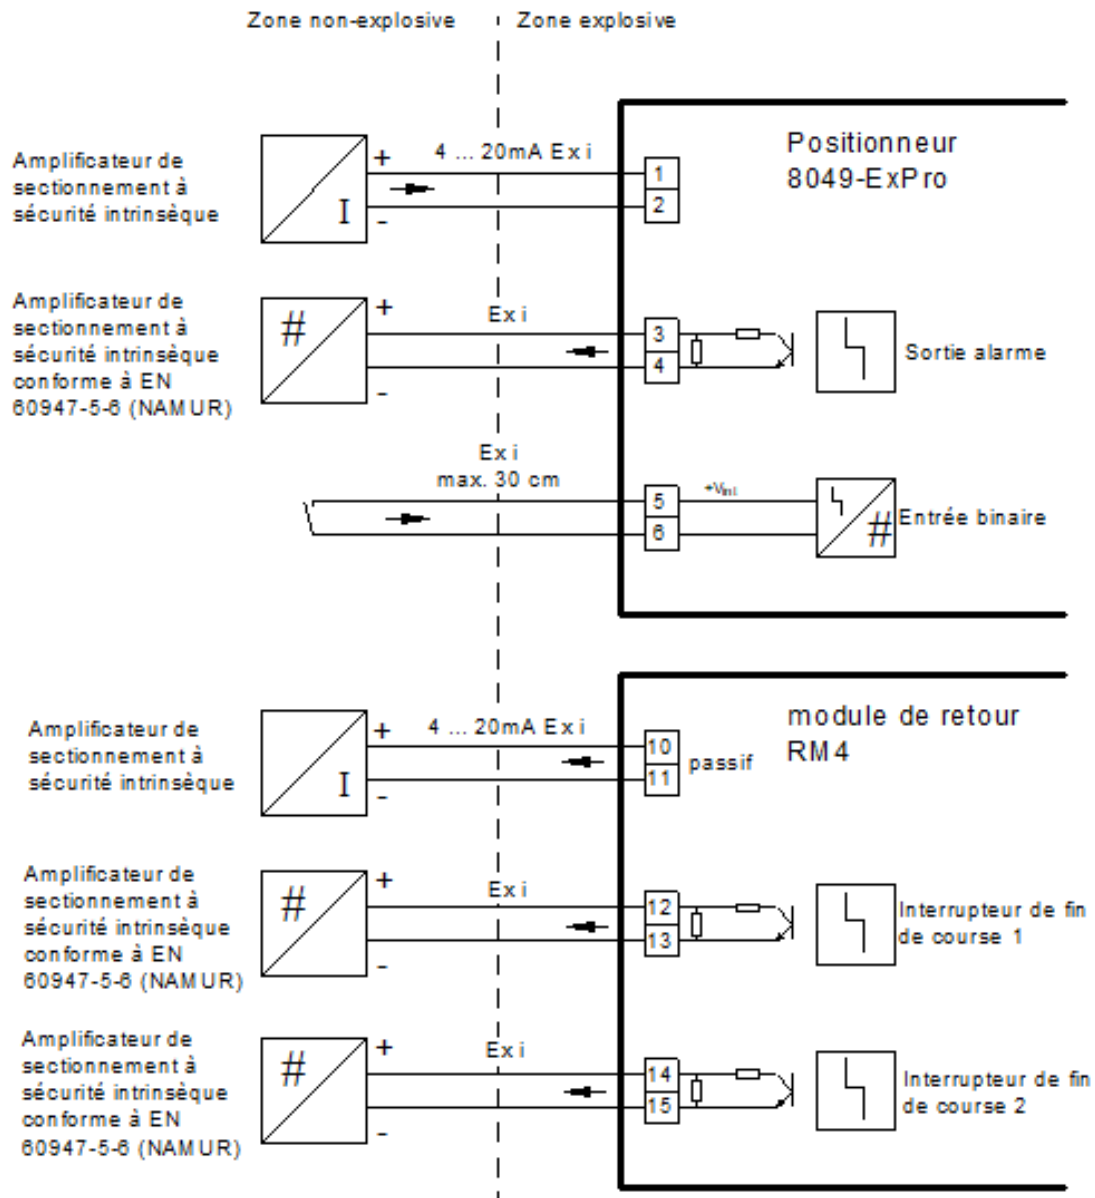 Zone non-explosive
Zone explosive
Positionneur
8049-ExPro
Amplificateur de
sectionnement à
sécurité intrinsèque
I
+
-
4 ... 20mA Ex i
1
2
Amplificateur de
sectionnement à
sécurité intrinsèque
conforme à EN
60947-5-6 (NAMUR)
#
+
-
Ex i
3
4
Sortie alarme
Ex i
max. 30 cm
5
6
+Vint.
#
Entrée binaire
module de retour
RM4
Amplificateur de
sectionnement à
sécurité intrinsèque
I
+
-
4 ... 20mA Ex i
10
11
passif
Amplificateur de
sectionnement à
sécurité intrinsèque
conforme à EN
60947-5-6 (NAMUR)
#
+
-
Ex i
12
13
Interrupteur de fin
de course 1
Amplificateur de
sectionnement à
sécurité intrinsèque
conforme à EN
60947-5-6 (NAMUR)
#
+
-
Ex i
14
15
Interrupteur de fin
de course 2